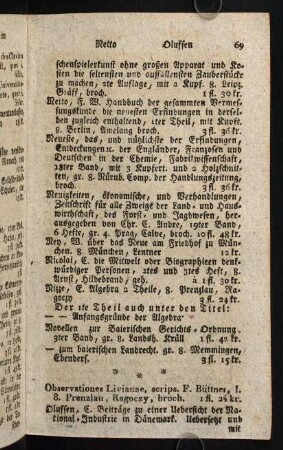 Netto Olussen 69
schenspielerkunst ohne großen Apparat und Ko-
sten die seltensten und auffallensten Zauberstücke
zu machen, 2te Auflage, mit 2 Kupf. 8. Leipz.
Gräff, broch. 1 fl. 30 kr.
Netto, F. W. Handbuch der gesammten Vermes-
sungskunde die neuesten Erfindungen in dersel-
ben zugleich enthaltend, 1ter Theil, mit Kupf.
8. Berlin, Amelang broch. 3 fl. 36 kr.
Neueste, das, und nützlichste der Erfindungen,
Entdeckungen ꝛc. der Engländer, Franzosen und
Deutschen in der Chemie, Fabrikwissenschaft,
18ter Band, mit 3 Kupfert. und 2 Holzschnit-
ten, gr. 8. Nürnb. Comp. der Handlungszeitung,
broch. 3 fl. 36 kr.
Neuigkeiten, ökonomische, und Verhandlungen,
Zeitschrift für alle Zweige der Land- und Haus-
wirthschaft, des Forst- und Jagdwesen, her-
ausgegeben von Chr. C. Andre, 19ter Band,
6 Hefte, gr. 4. Prag, Calve, broch. 10 fl. 48 kr.
Ney, W. über das Neue am Friedhof zu Mün-
chen. 8. München, Lentner 12 kr.
Nicolai, C. die Mitwelt oder Biographieen denk-
würdiger Personen, 2tes und 3tes Heft, 8.
Arnst, Hildebrand, geh. à 1 fl. 30 kr.
Nizze, E. Algebra 2 Theile, 8. Prenzlau, Ra-
goczy 3 fl. 24 kr.
Der 1te Theil auch unter den Titel:
— — Anfangsgründe der Algebra
Novellen zur Baierischen Gerichts-Ordnung,
3ter Band, gr. 8. Landsh. Krüll 1 fl. 40 kr.
— zum baierischen Landrecht, gr. 8. Memmingen,
Ebenders. 3 fl. 15 kr.
* * *
Observationes Livianae, scrips. F. Büttner, I.
8. Prenzlau, Ragoczy, broch. 1 fl. 26 kr.
Olussen, C. Beiträge zu einer Uebersicht der Na-
tional-Industrie in Dänemark. Uebersetzt und
mit